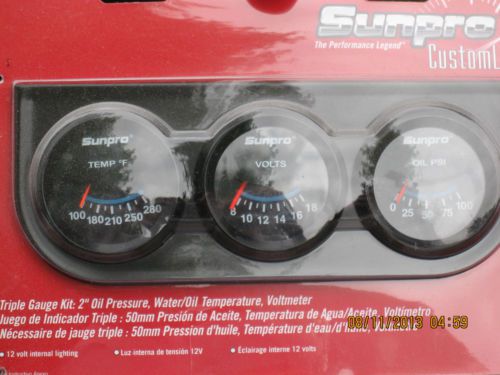 Sunpro
The Performance Legend™
Sunpro®
TEMP °F
100 180 210 250 280
Sunpro®
VOLTS
8 10 12 14 16 18
Sunpro®
OIL PSI
0 25 50 75 100
Triple Gauge Kit: 2" Oil Pressure, Water/Oil Temperature, Voltmeter
Juego de Indicador Triple : 50mm Presión de Aceite, Temperatura de Agua/Aceite, Voltímetro
Nécessaire de jauge triple : 50mm Pression d'huile, Température d'eau/d'huile, Voltmètre
08/11/2013 04:59
• 12 volt internal lighting • Luz interna de tensión 12V • Eclairage interne 12 volts